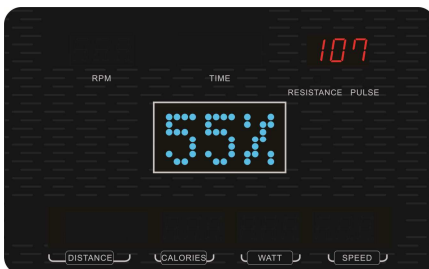 107
RPM TIME
RESISTANCE PULSE
55%
DISTANCE CALORIES WATT SPEED